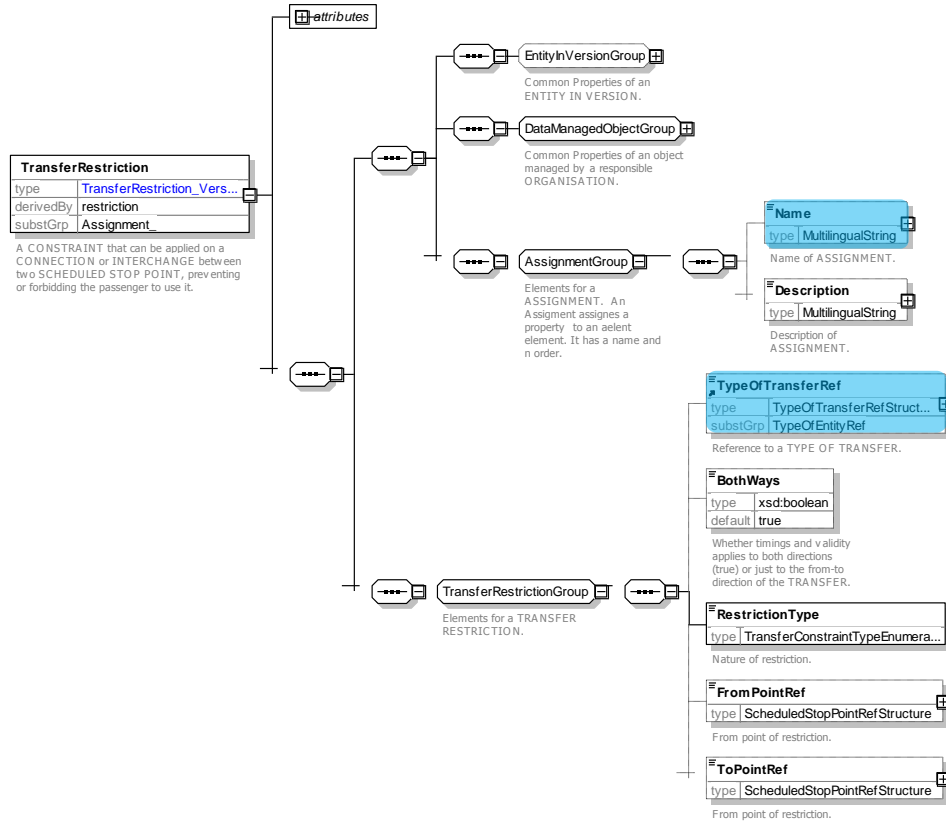 attributes
EntityInVersionGroup
Common Properties of an
ENTITY IN VERSION.
DataManagedObjectGroup
Common Properties of an object
managed by a responsible
ORGANISATION.
TransferRestriction
type TransferRestriction_Vers...
derivedBy restriction
substGrp Assignment_
A CONSTRAINT that can be applied on a
CONNECTION or INTERCHANGE between
two SCHEDULED STOP POINT, preventing
or forbidding the passenger to use it.
AssignmentGroup
Elements for a
ASSIGNMENT. An
Assigment assignes a
property to an aelent
element. It has a name and
n order.
Name
type MultilingualString
Name of ASSIGNMENT.
Description
type MultilingualString
Description of
ASSIGNMENT.
TypeOfTransferRef
type TypeOfTransferRefStruct...
substGrp TypeOfEntityRef
Reference to a TYPE OF TRANSFER.
BothWays
type xsd:boolean
default true
Whether timings and validity
applies to both directions
(true) or just to the from-to
direction of the TRANSFER.
TransferRestrictionGroup
Elements for a TRANSFER
RESTRICTION.
RestrictionType
type TransferConstraintTypeEnumera...
Nature of restriction.
FromPointRef
type ScheduledStopPointRefStructure
From point of restriction.
ToPointRef
type ScheduledStopPointRefStructure
From point of restriction.